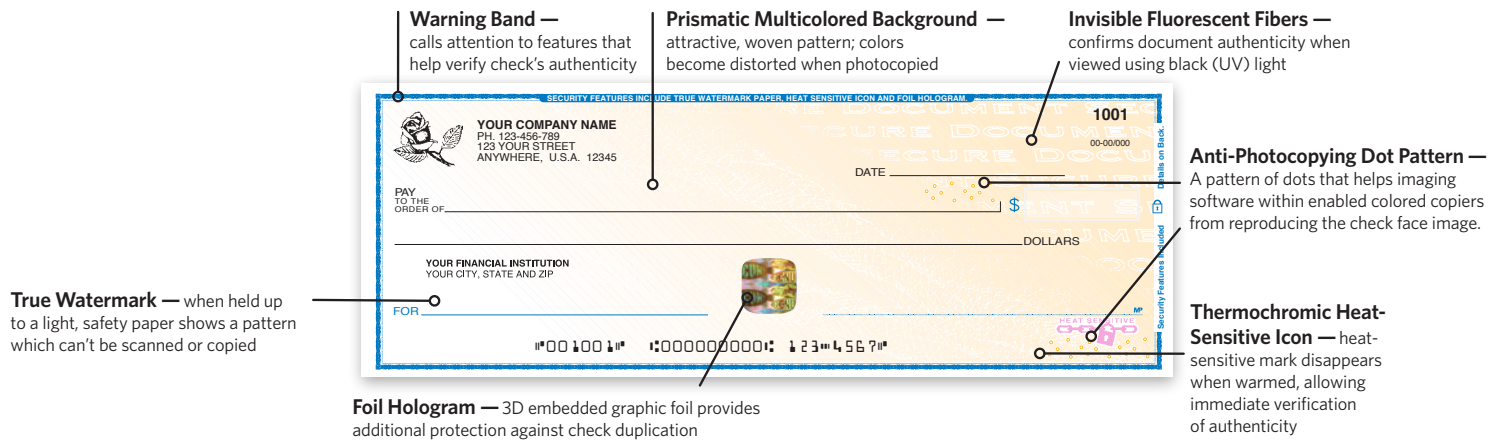 Warning Band —
calls attention to features that
help verify check's authenticity
Prismatic Multicolored Background —
attractive, woven pattern; colors
become distorted when photocopied
Invisible Fluorescent Fibers —
confirms document authenticity when
viewed using black (UV) light
SECURITY FEATURES INCLUDE TRUE WATERMARK PAPER, HEAT SENSITIVE ICON AND FOIL HOLOGRAM.
YOUR COMPANY NAME
PH. 123-456-789
123 YOUR STREET
ANYWHERE, U.S.A. 12345
1001
00-00/000
DATE
PAY
TO THE
ORDER OF
$
DOLLARS
YOUR FINANCIAL INSTITUTION
YOUR CITY, STATE AND ZIP
FOR
MP
HEAT SENSITIVE
⑈001001⑈ ⑆000000000⑆ 123⑉4567⑈
Security Features Included
Details on Back.
Anti-Photocopying Dot Pattern —
A pattern of dots that helps imaging
software within enabled colored copiers
from reproducing the check face image.
True Watermark — when held up
to a light, safety paper shows a pattern
which can't be scanned or copied
Thermochromic Heat-
Sensitive Icon — heat-
sensitive mark disappears
when warmed, allowing
immediate verification
of authenticity
Foil Hologram — 3D embedded graphic foil provides
additional protection against check duplication